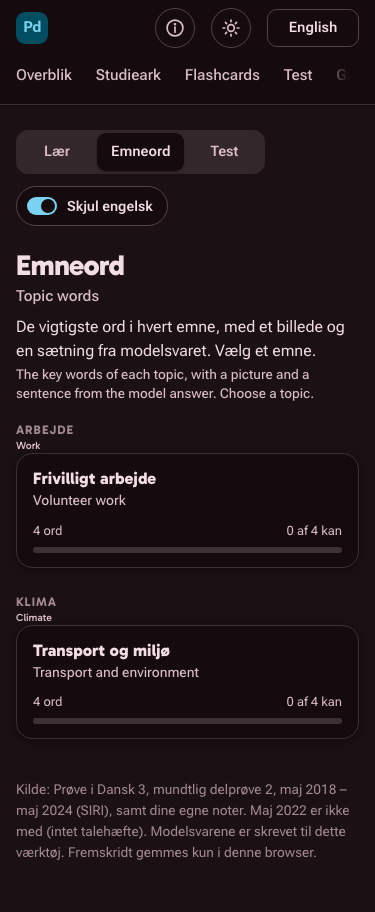 Pd
English
Overblik Studieark Flashcards Test G
Lær Emneord Test
Skjul engelsk
Emneord
Topic words
De vigtigste ord i hvert emne, med et billede og
en sætning fra modelsvaret. Vælg et emne.
The key words of each topic, with a picture and a
sentence from the model answer. Choose a topic.
ARBEJDE
Work
Frivilligt arbejde
Volunteer work
4 ord 0 af 4 kan
KLIMA
Climate
Transport og miljø
Transport and environment
4 ord 0 af 4 kan
Kilde: Prøve i Dansk 3, mundtlig delprøve 2, maj 2018 –
maj 2024 (SIRI), samt dine egne noter. Maj 2022 er ikke
med (intet talehæfte). Modelsvarene er skrevet til dette
værktøj. Fremskridt gemmes kun i denne browser.